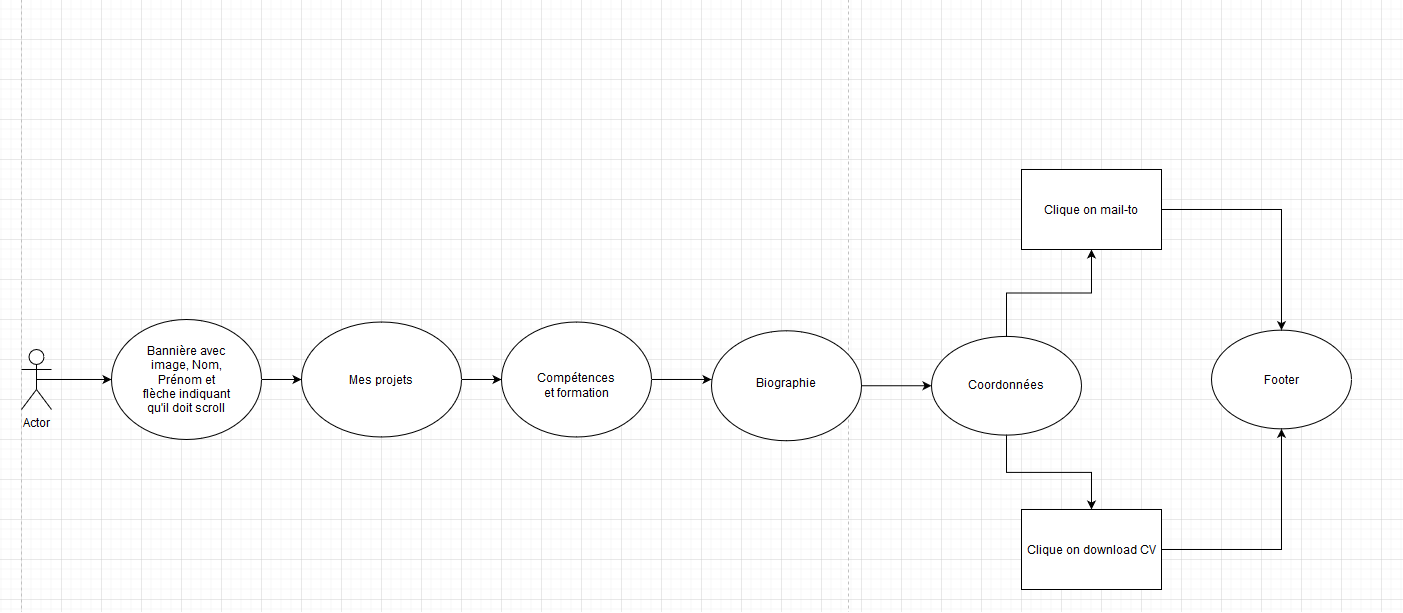 Actor
Bannière avec
image, Nom,
Prénom et
flèche indiquant
qu'il doit scroll
Mes projets
Compétences
et formation
Biographie
Coordonnées
Clique on mail-to
Clique on download CV
Footer